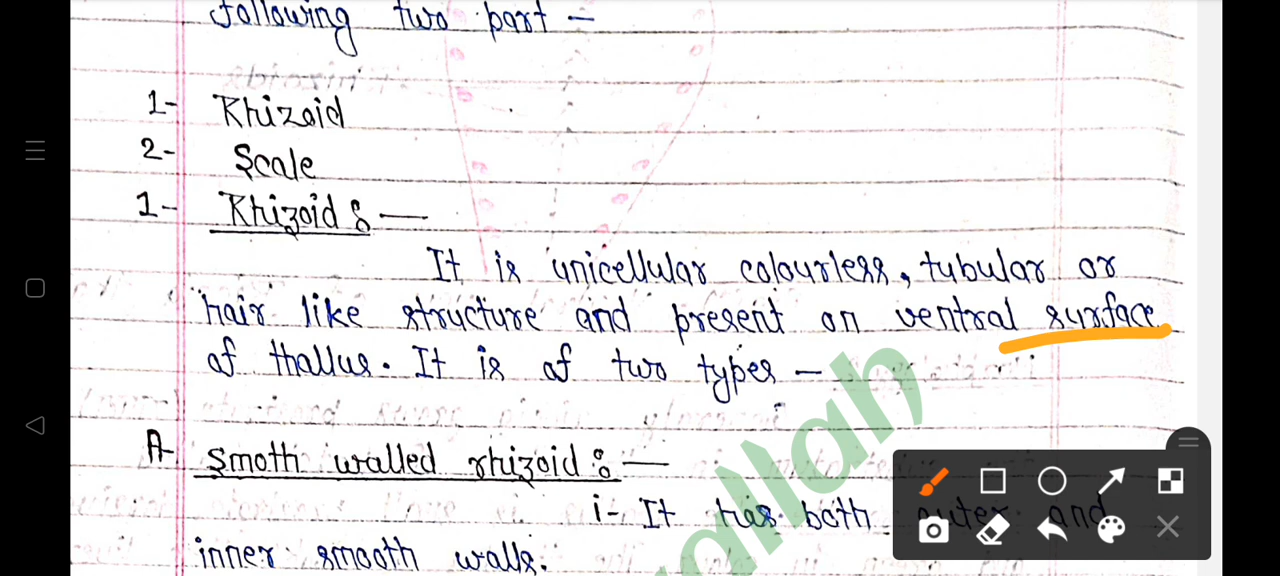 following two part –
1- Rhizoid
2- Scale
1- Rhizoid :—
It is unicellular colourless, tubular or
hair like structure and present on ventral surface
of thallus. It is of two types –
A- Smoth walled rhizoid :—
i- It has both outer and
inner smooth walls.
allah